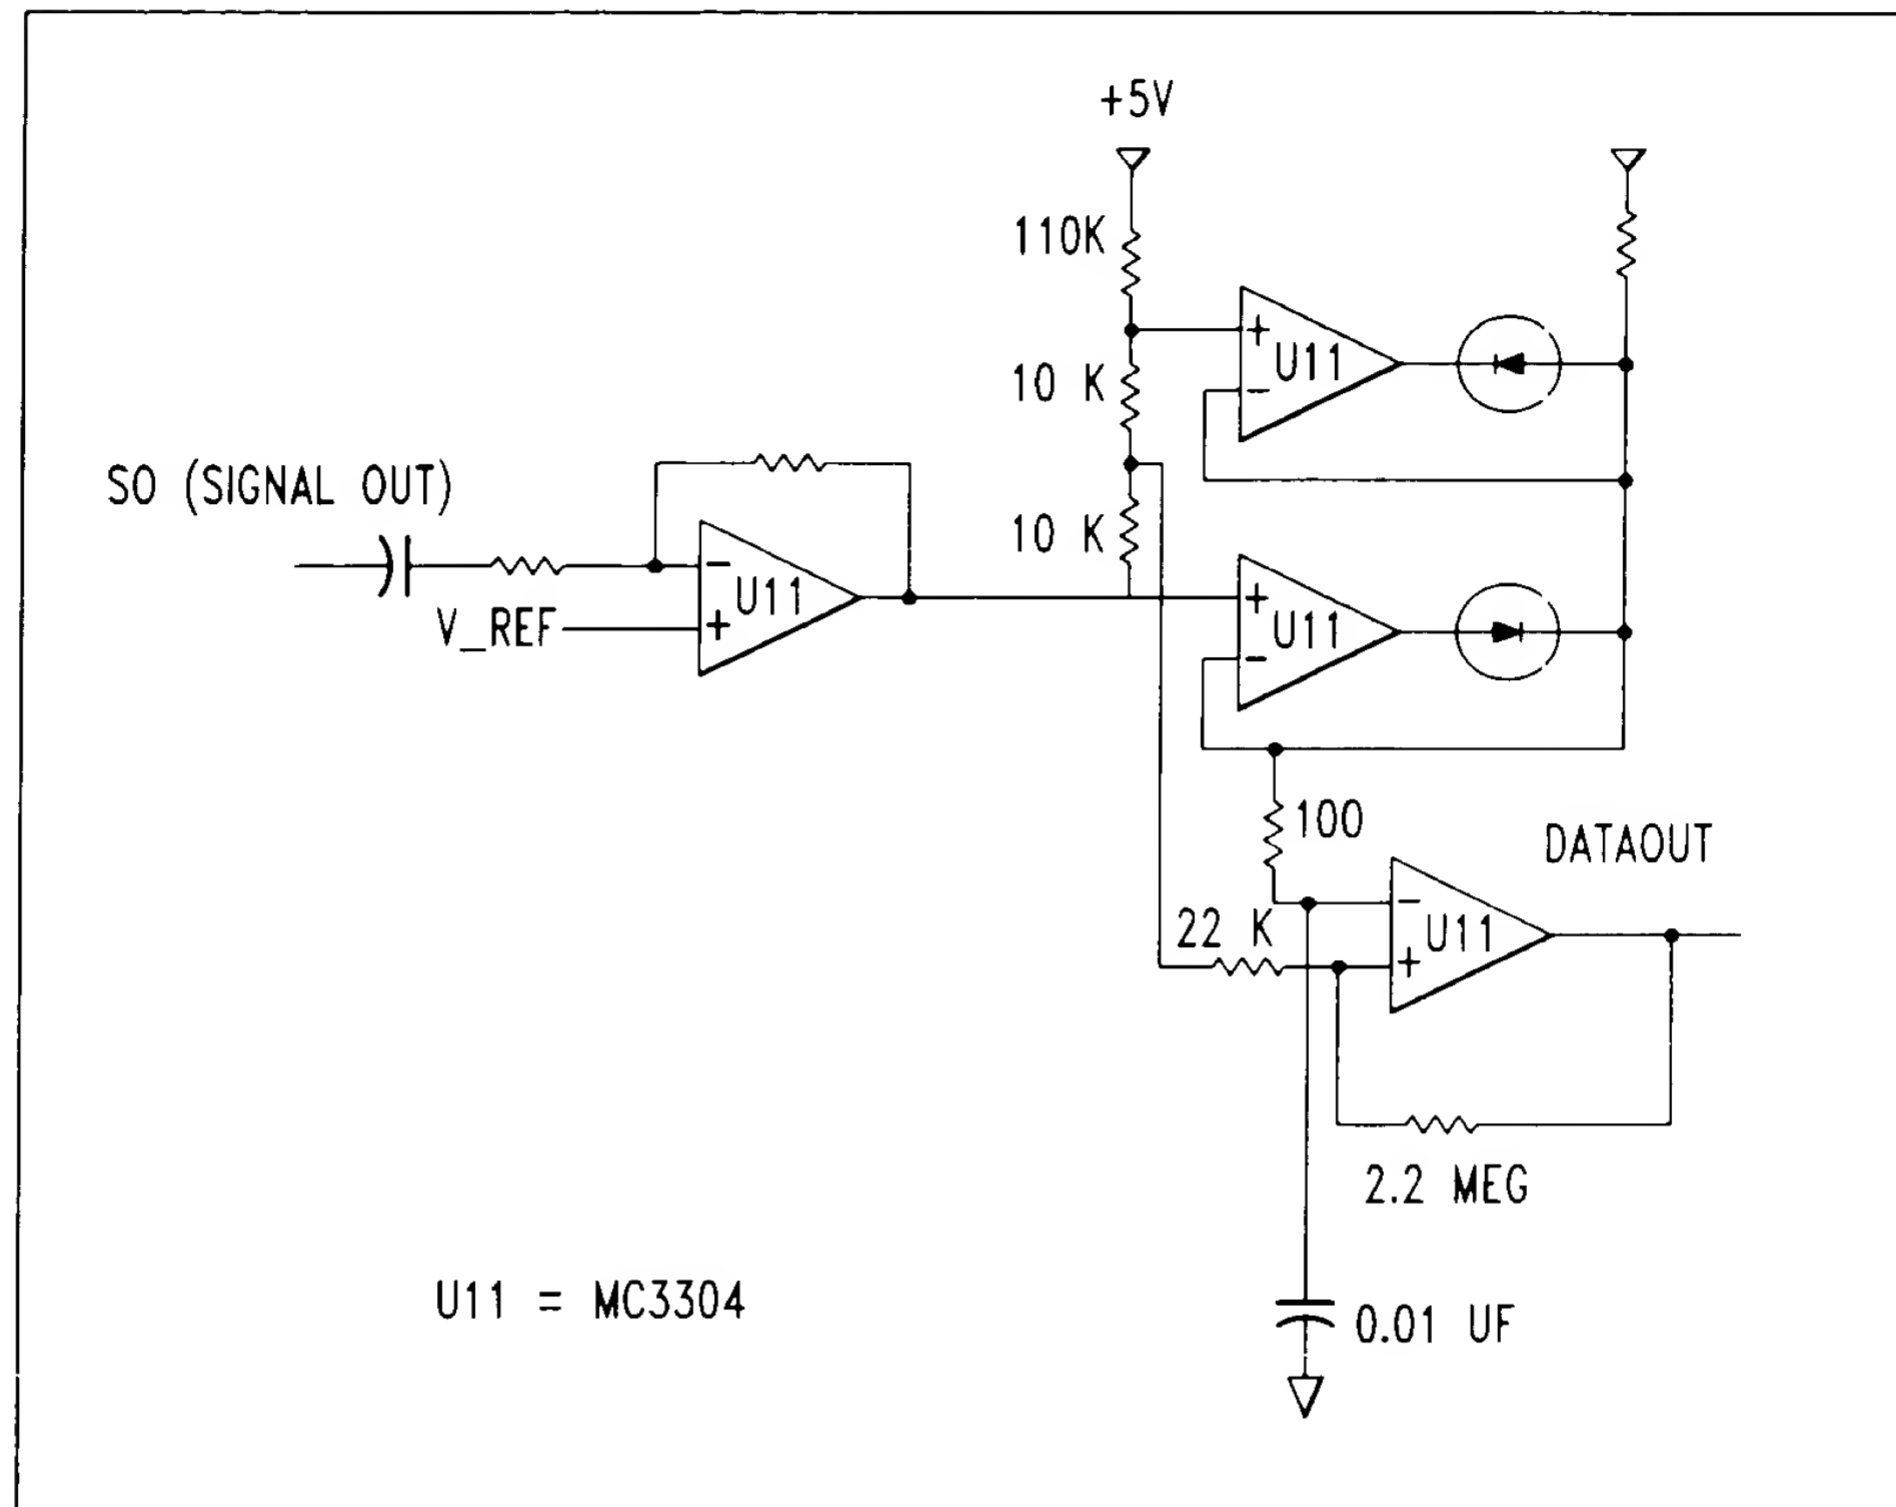 +5V
110K
10 K
U11
SO (SIGNAL OUT)
10 K
U11
V_REF
U11
100
DATAOUT
22 K
U11
2.2 MEG
U11 = MC3304
0.01 UF